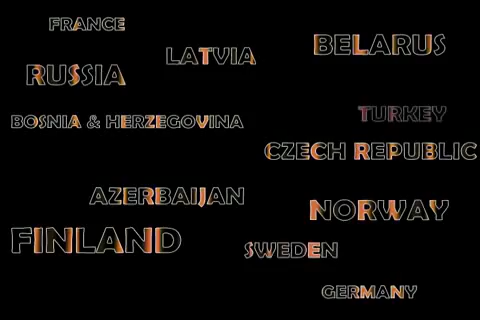 FRANCE
LATVIA
BELARUS
RUSSIA
TURKEY
BOSNIA & HERZEGOVINA
CZECH REPUBLIC
AZERBAIJAN
NORWAY
FINLAND
SWEDEN
GERMANY